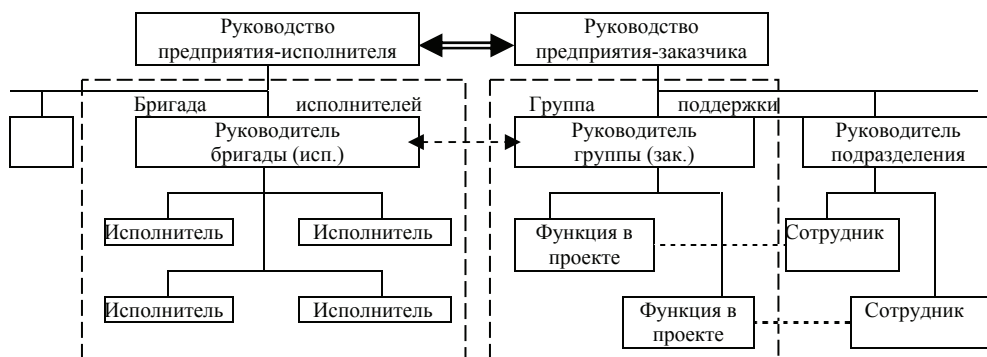 Руководство
предприятия-исполнителя
Руководство
предприятия-заказчика
Бригада исполнителей
Группа поддержки
Руководитель
бригады (исп.)
Руководитель
группы (зак.)
Руководитель
подразделения
Исполнитель
Исполнитель
Функция в
проекте
Сотрудник
Исполнитель
Исполнитель
Функция в
проекте
Сотрудник